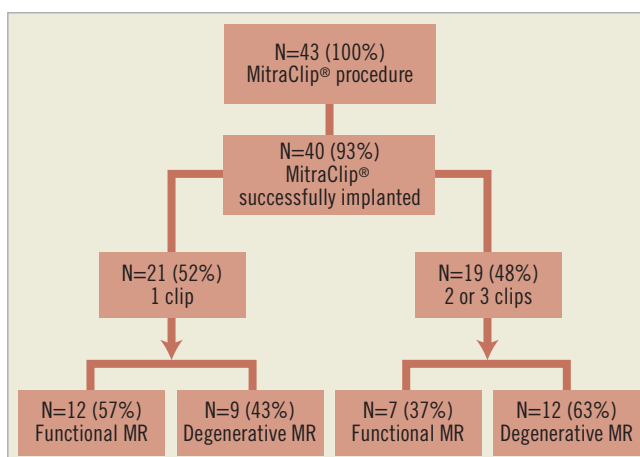 N=43 (100%)
MitraClip® procedure
N=40 (93%)
MitraClip®
successfully implanted
N=21 (52%)
1 clip
N=19 (48%)
2 or 3 clips
N=12 (57%)
Functional MR
N=9 (43%)
Degenerative MR
N=7 (37%)
Functional MR
N=12 (63%)
Degenerative MR